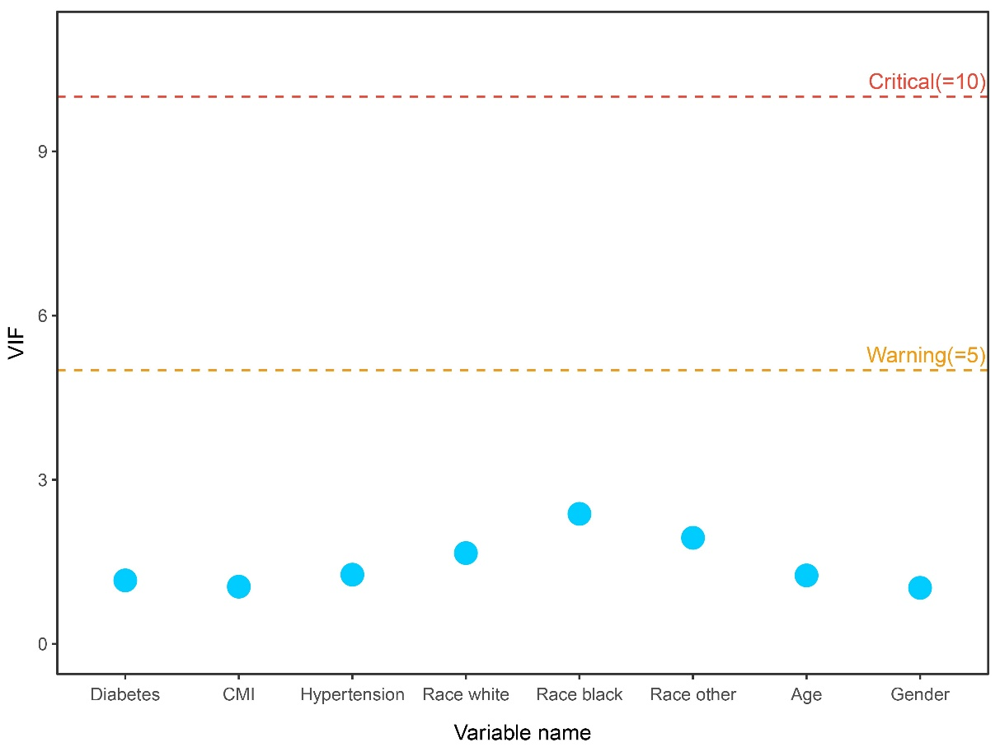 Critical(=10)
9
6
Warning(=5)
3
0
VIF
Diabetes CMI Hypertension Race white Race black Race other Age Gender
Variable name